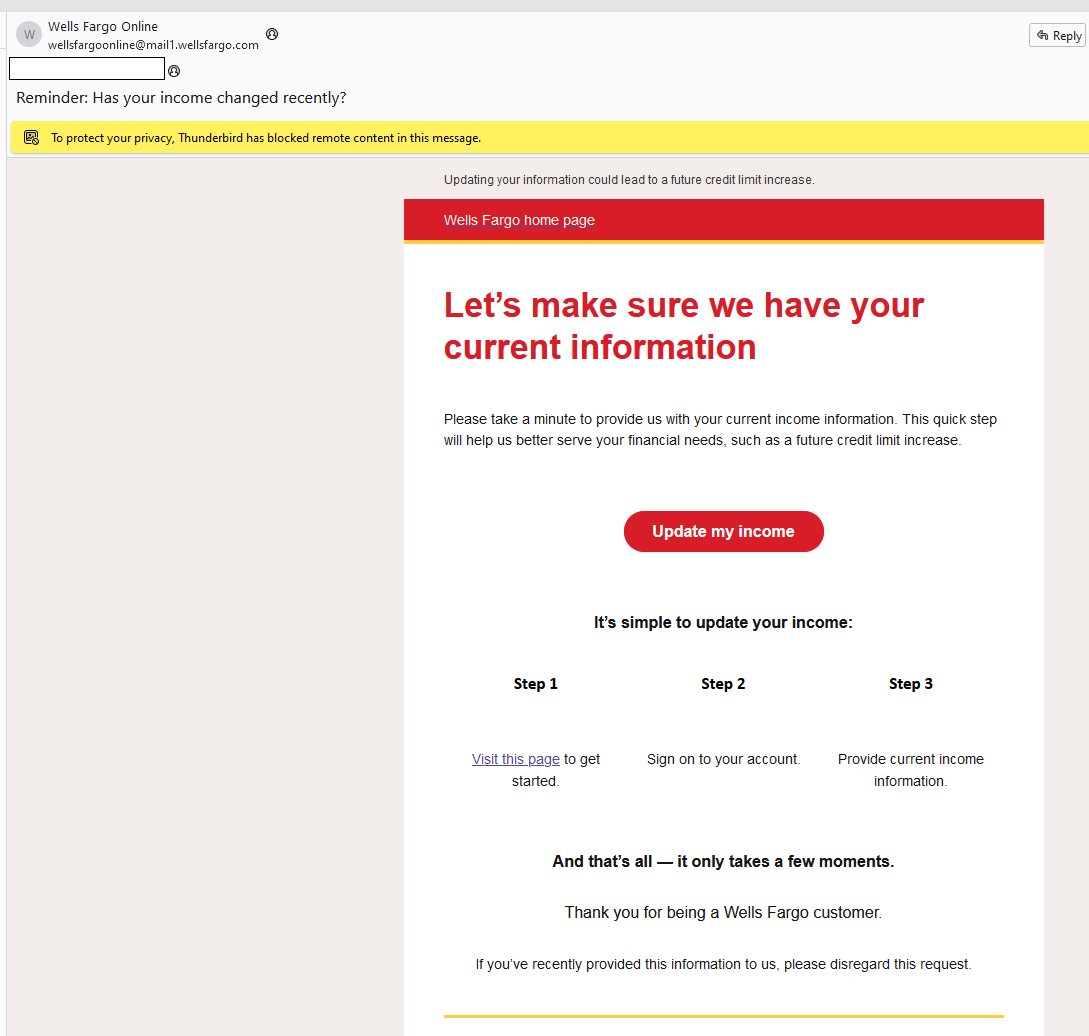 W
Wells Fargo Online
wellsfargoonline@mail1.wellsfargo.com
Reply
Reminder: Has your income changed recently?
To protect your privacy, Thunderbird has blocked remote content in this message.
Updating your information could lead to a future credit limit increase.
Wells Fargo home page
Let’s make sure we have your
current information
Please take a minute to provide us with your current income information. This quick step
will help us better serve your financial needs, such as a future credit limit increase.
Update my income
It’s simple to update your income:
Step 1
Visit this page to get
started.
Step 2
Sign on to your account.
Step 3
Provide current income
information.
And that’s all — it only takes a few moments.
Thank you for being a Wells Fargo customer.
If you’ve recently provided this information to us, please disregard this request.